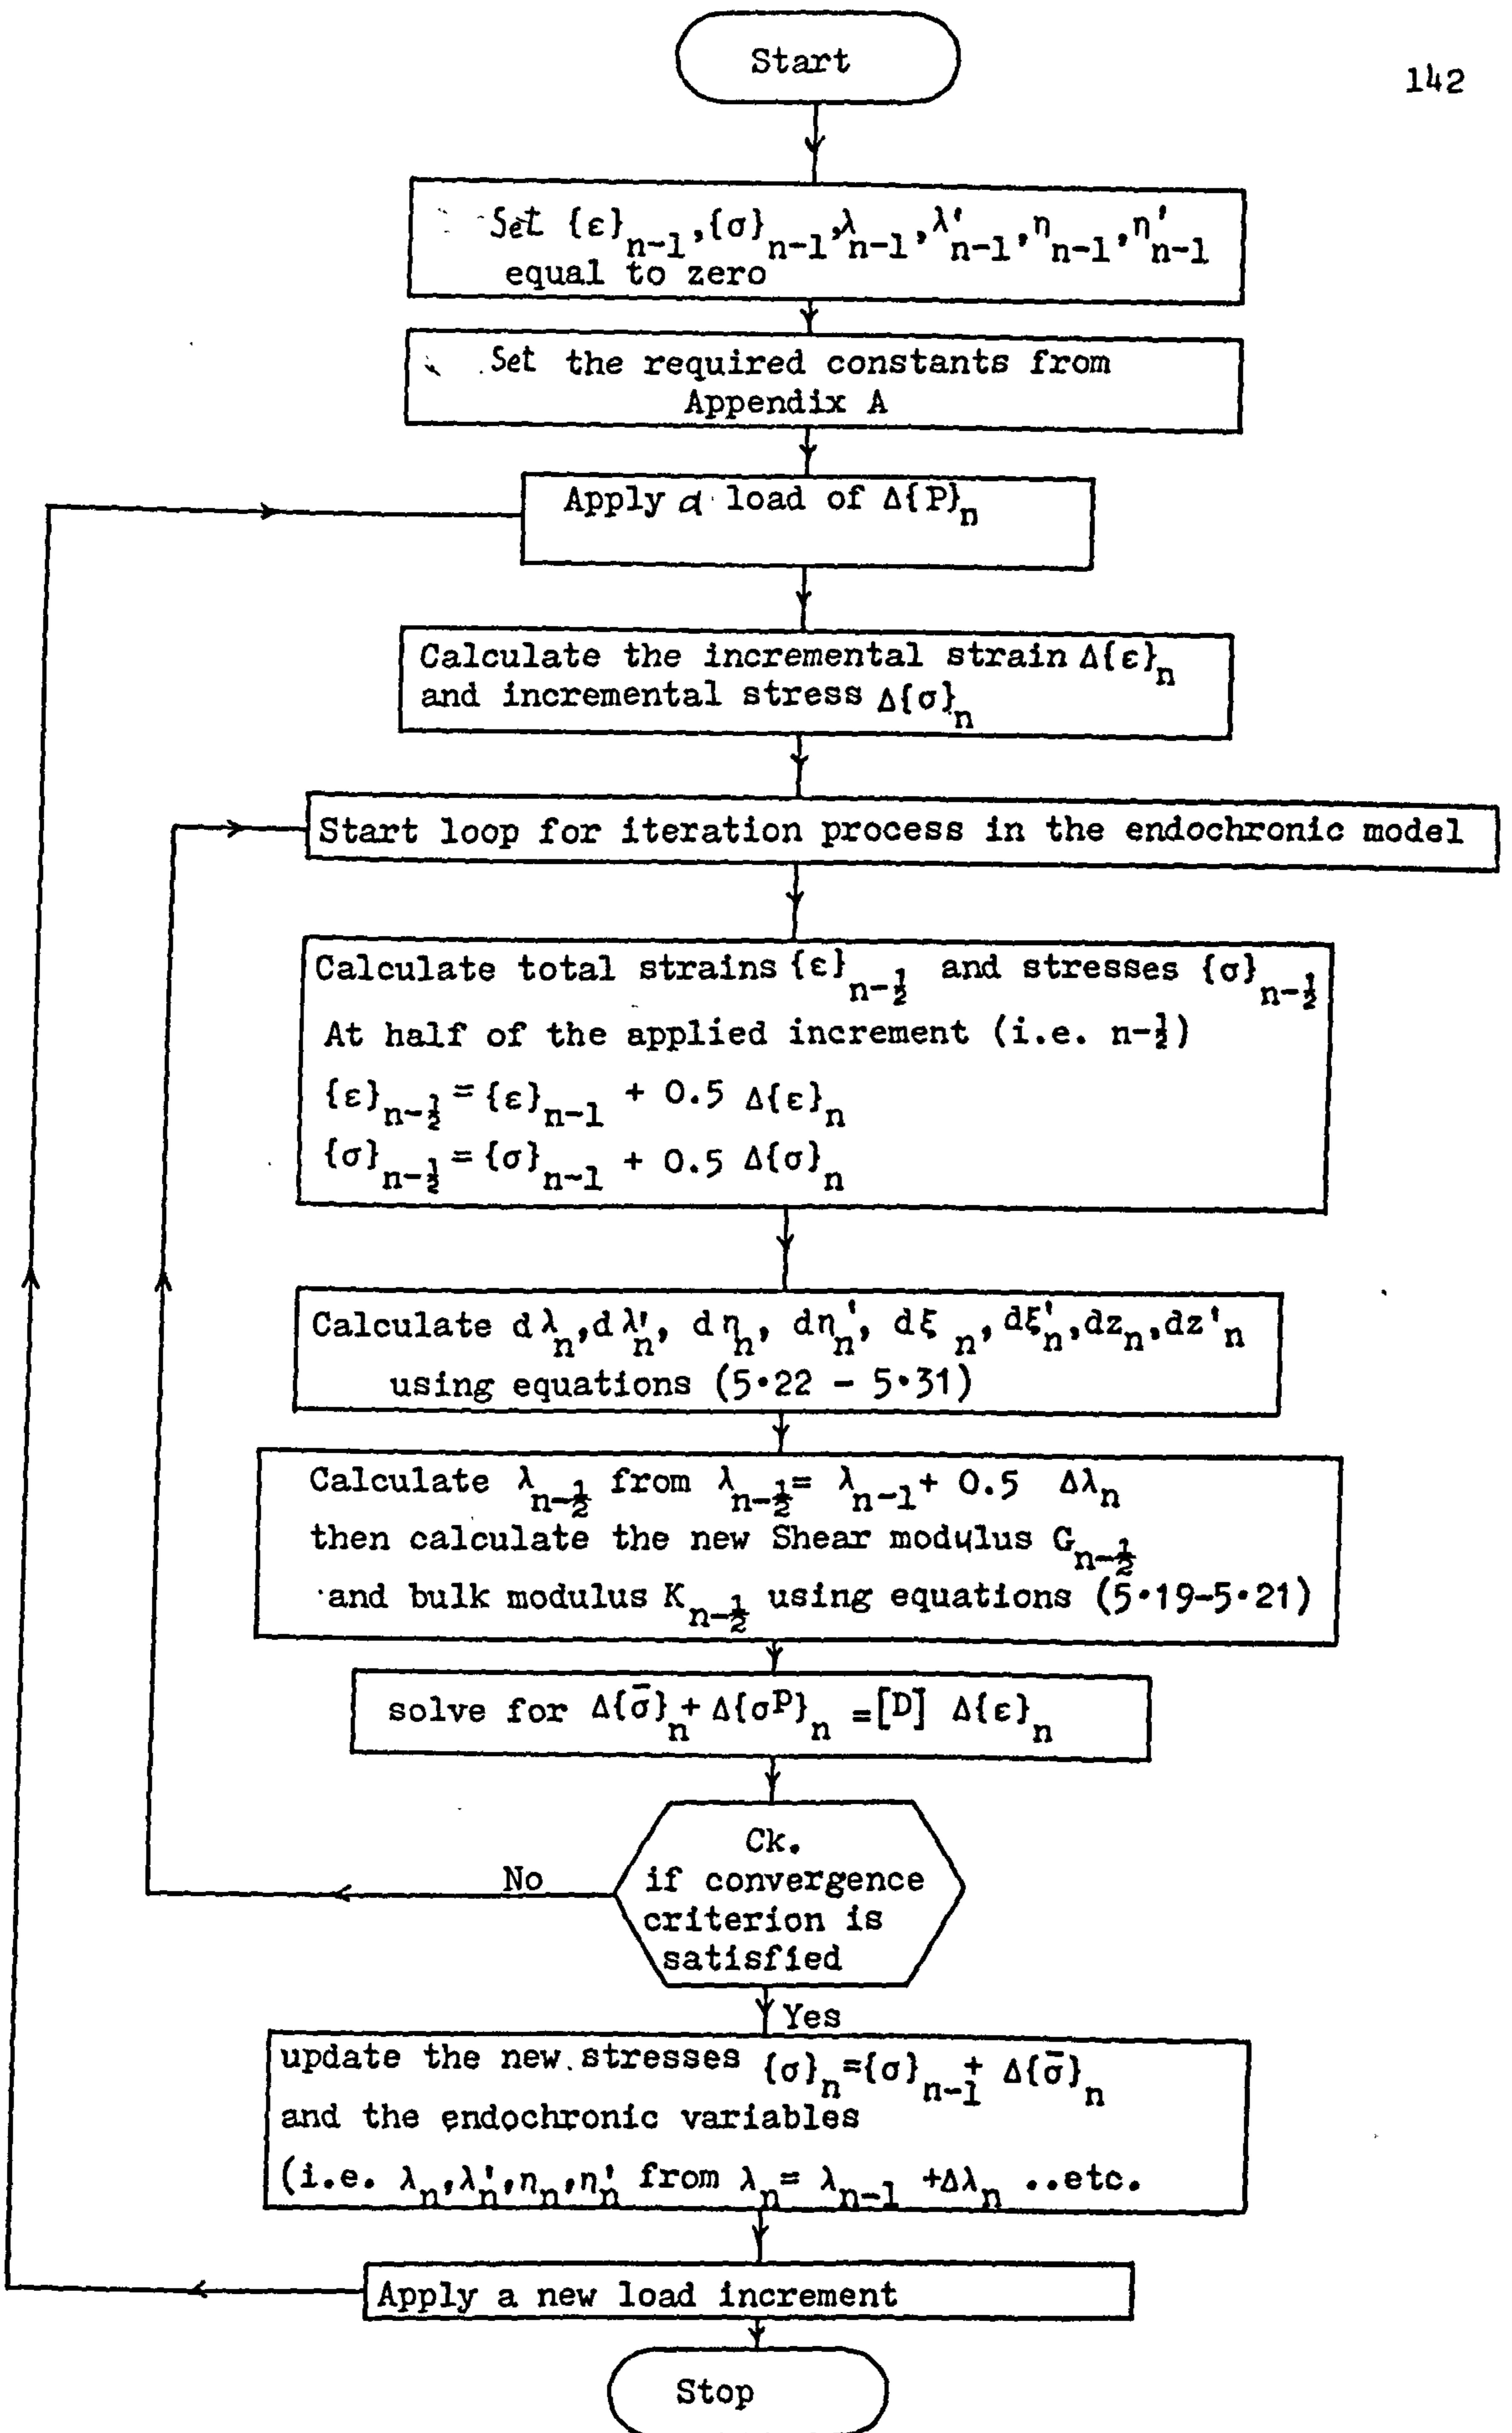 142
Start
Set {ε}n-1,{σ}n-1,λn-1,λ'n-1,ηn-1,η'n-1
equal to zero
Set the required constants from
Appendix A
Apply a load of Δ{P}n
Calculate the incremental strain Δ{ε}n
and incremental stress Δ{σ}n
Start loop for iteration process in the endochronic model
Calculate total strains {ε}n-½ and stresses {σ}n-½
At half of the applied increment (i.e. n-½)
{ε}n-½ = {ε}n-1 + 0.5 Δ{ε}n
{σ}n-½ = {σ}n-1 + 0.5 Δ{σ}n
Calculate dλn,dλ'n, dηn, dη'n, dξn,dξ'n,dzn,dz'n
using equations (5·22 - 5·31)
Calculate λn-½ from λn-½= λn-1+ 0.5 Δλn
then calculate the new Shear modulus Gn-½
and bulk modulus Kn-½ using equations (5·19-5·21)
solve for Δ{σ̄}n+ Δ{σᵖ}n =[D] Δ{ε}n
Ck.
if convergence
criterion is
satisfied
No
Yes
update the new stresses {σ}n={σ}n-1+ Δ{σ̄}n
and the endochronic variables
(i.e. λn,λ'n,ηn,η'n from λn= λn-1 +Δλn ..etc.
Apply a new load increment
Stop